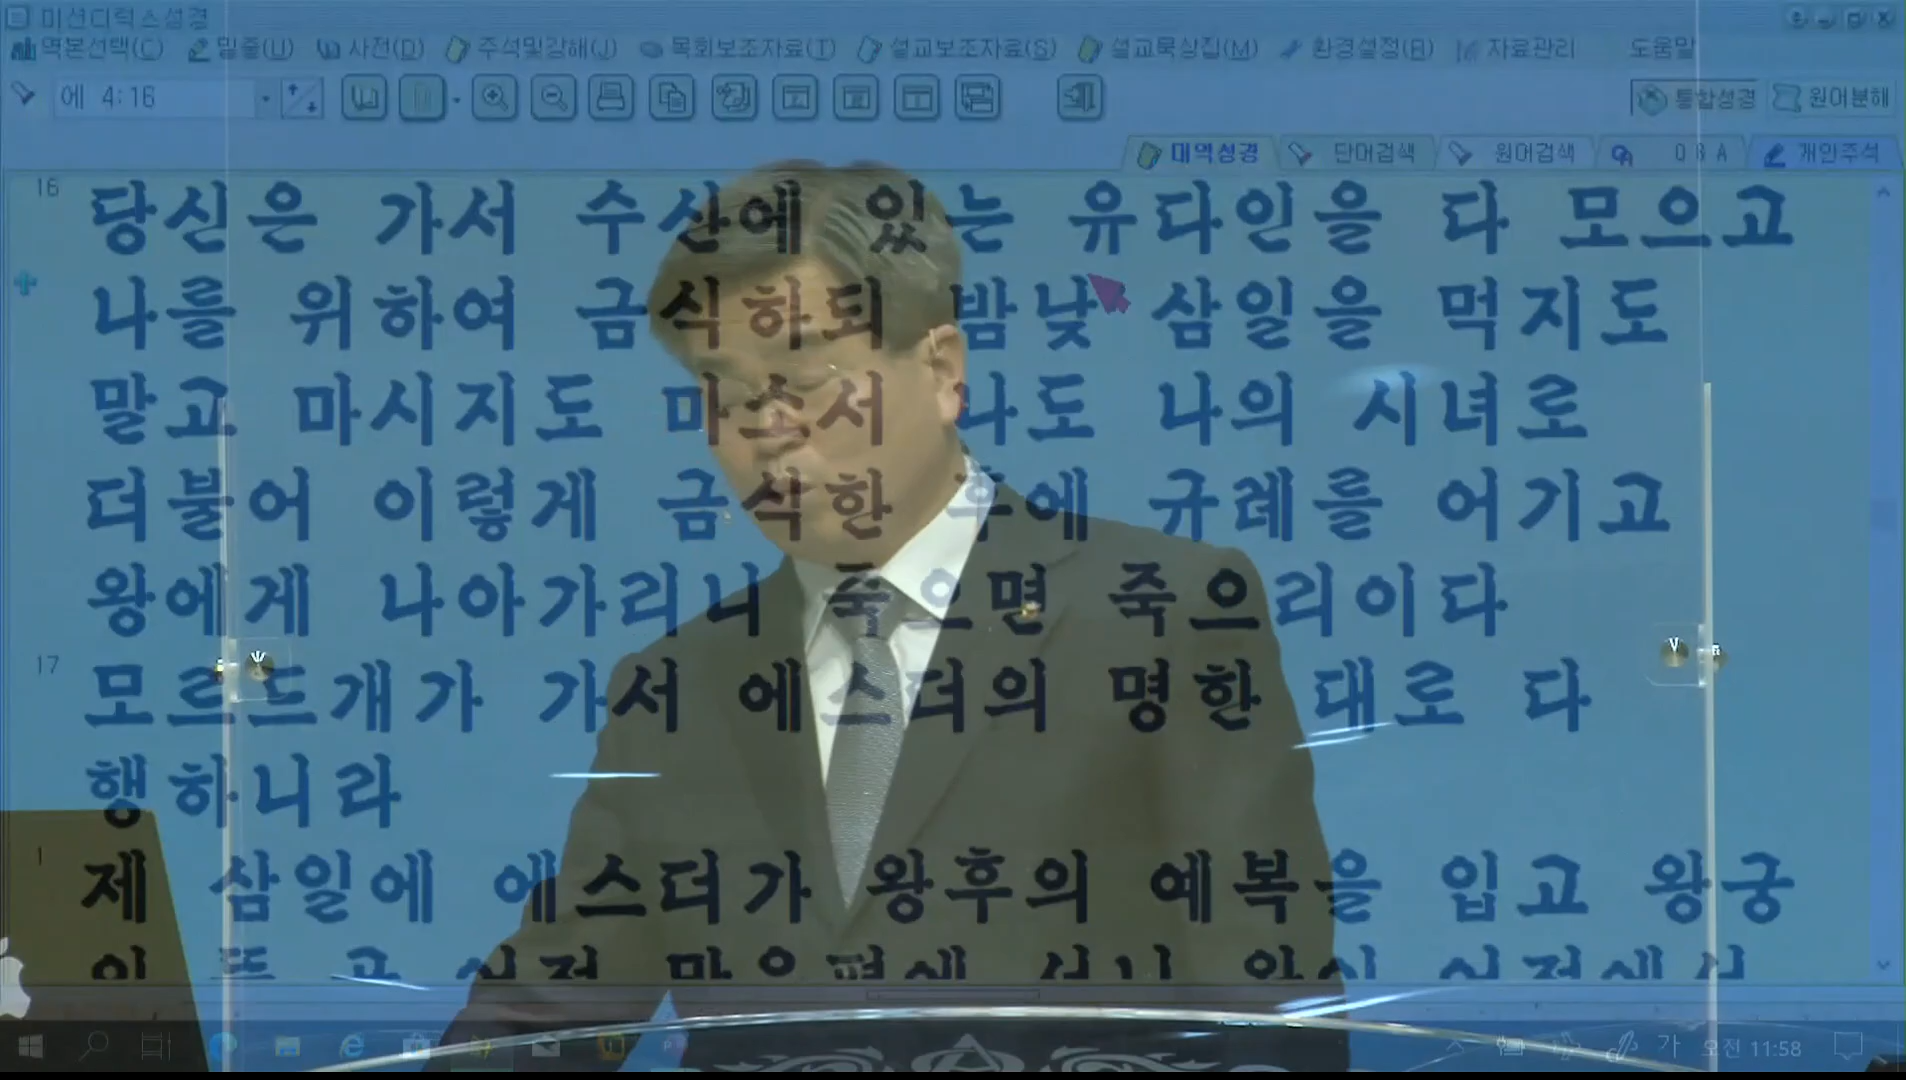 미션디럭스성경
역본선택(C) 밑줄(U) 사전(D) 주석및강해(J) 목회보조자료(T) 설교보조자료(S) 설교묵상집(M) 환경설정(B) 자료관리 도움말
에 4:16 통합성경 원어분해
대역성경 단어검색 원어검색 Q & A 개인주석
16 당신은 가서 수산에 있는 유다인을 다 모으고
나를 위하여 금식하되 밤낮 삼일을 먹지도
말고 마시지도 마소서 나도 나의 시녀로
더불어 이렇게 금식한 후에 규례를 어기고
왕에게 나아가리니 죽으면 죽으리이다
17 모르드개가 가서 에스더의 명한 대로 다
행하니라
1 제 삼일에 에스더가 왕후의 예복을 입고 왕궁
가 오전 11:58